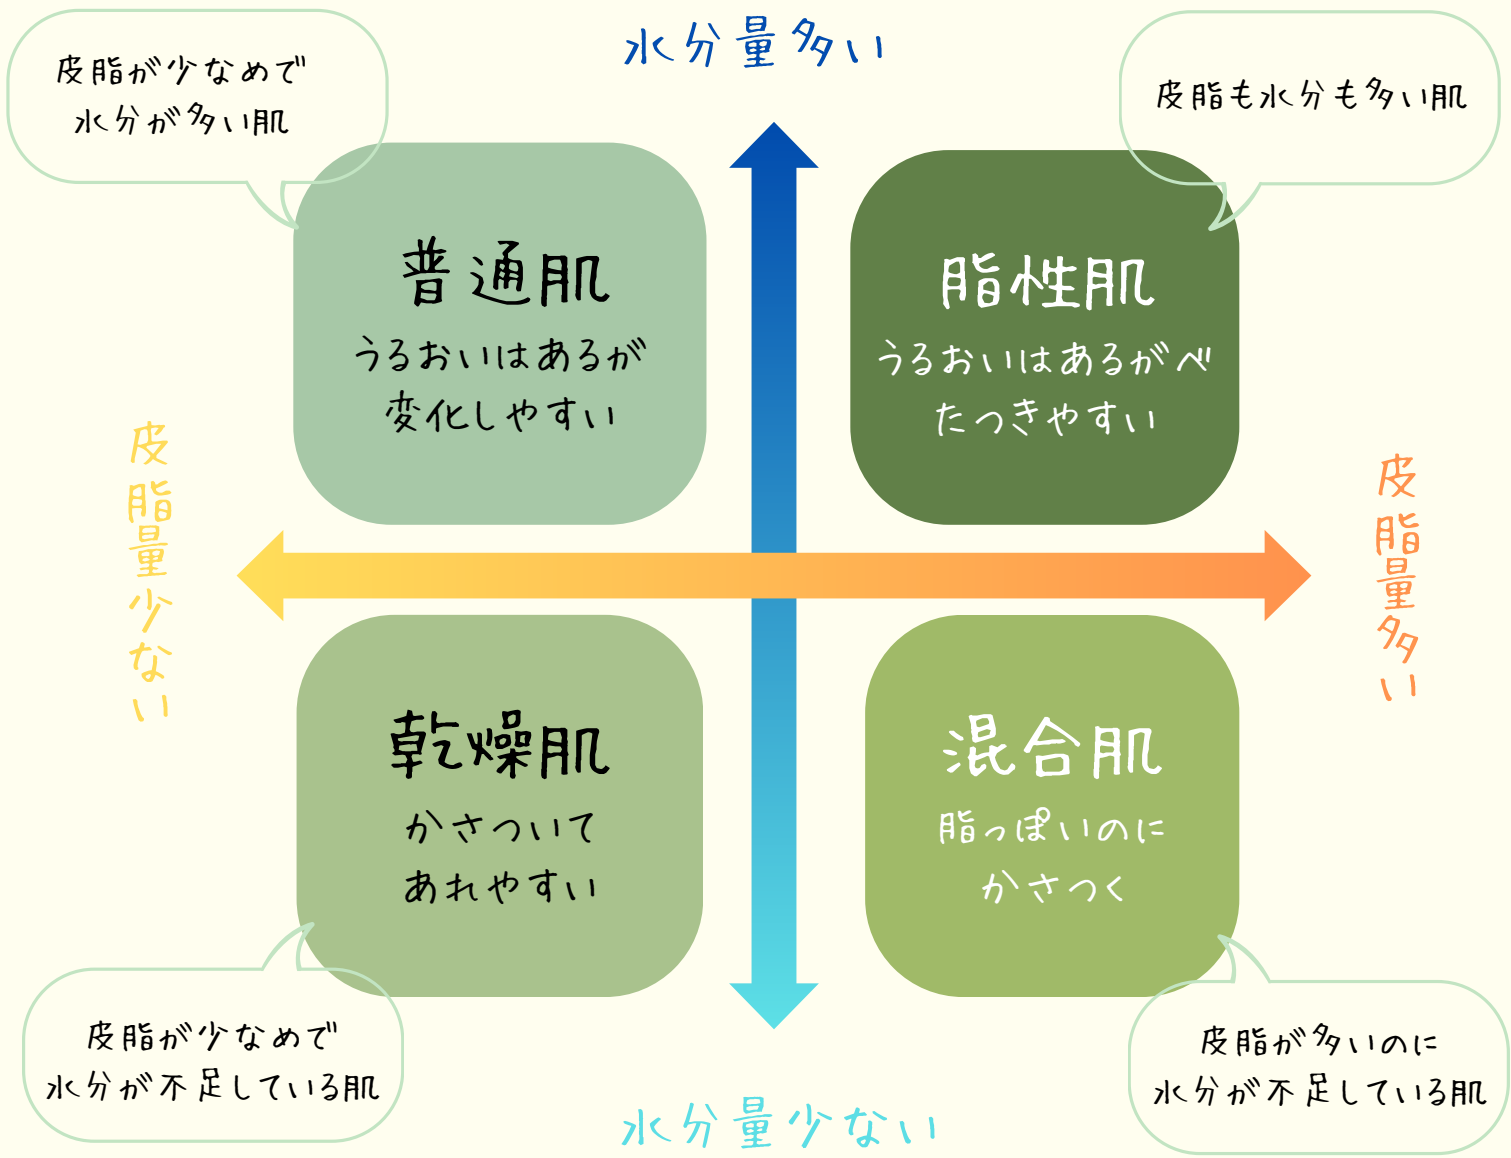 水分量多い
皮脂が少なめで
水分が多い肌
皮脂も水分も多い肌
普通肌
うるおいはあるが
変化しやすい
脂性肌
うるおいはあるがべ
たつきやすい
皮脂量少ない
皮脂量多い
乾燥肌
かさついて
あれやすい
混合肌
脂っぽいのに
かさつく
皮脂が少なめで
水分が不足している肌
皮脂が多いのに
水分が不足している肌
水分量少ない